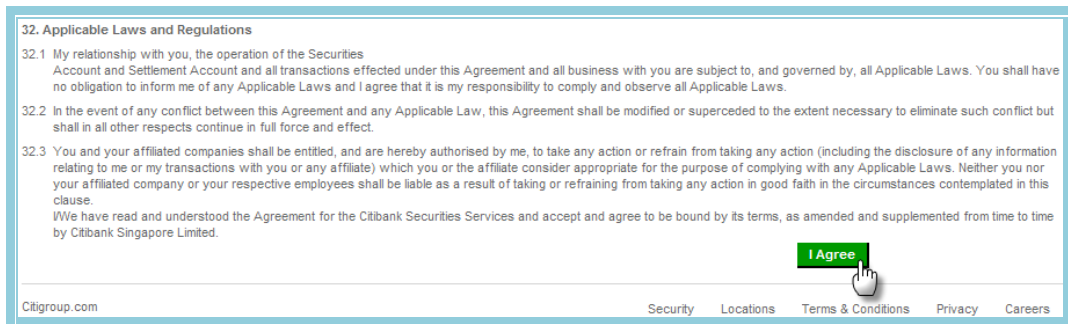 32. Applicable Laws and Regulations
32.1 My relationship with you, the operation of the Securities
Account and Settlement Account and all transactions effected under this Agreement and all business with you are subject to, and governed by, all Applicable Laws. You shall have
no obligation to inform me of any Applicable Laws and I agree that it is my responsibility to comply and observe all Applicable Laws.
32.2 In the event of any conflict between this Agreement and any Applicable Law, this Agreement shall be modified or superceded to the extent necessary to eliminate such conflict but
shall in all other respects continue in full force and effect.
32.3 You and your affiliated companies shall be entitled, and are hereby authorised by me, to take any action or refrain from taking any action (including the disclosure of any information
relating to me or my transactions with you or any affiliate) which you or the affiliate consider appropriate for the purpose of complying with any Applicable Laws. Neither you nor
your affiliated company or your respective employees shall be liable as a result of taking or refraining from taking any action in good faith in the circumstances contemplated in this
clause.
I/We have read and understood the Agreement for the Citibank Securities Services and accept and agree to be bound by its terms, as amended and supplemented from time to time
by Citibank Singapore Limited.
I Agree
Citigroup.com Security Locations Terms & Conditions Privacy Careers